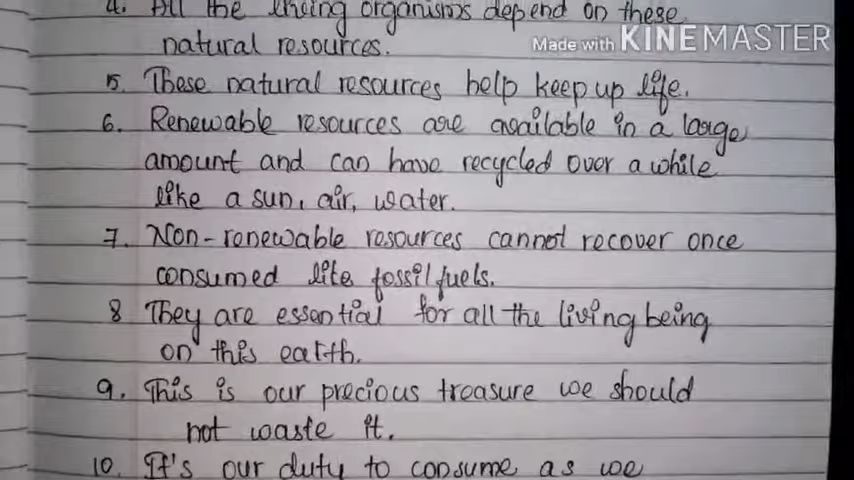 4. All the living organisms depend on these
Made with KINEMASTER
natural resources.
5. These natural resources help keep up life.
6. Renewable resources are available in a large
amount and can have recycled over a while
like a sun, air, water.
7. Non-renewable resources cannot recover once
consumed like fossil fuels.
8 They are essential for all the living being
on this earth.
9. This is our precious treasure we should
not waste it.
10. It's our duty to consume as we